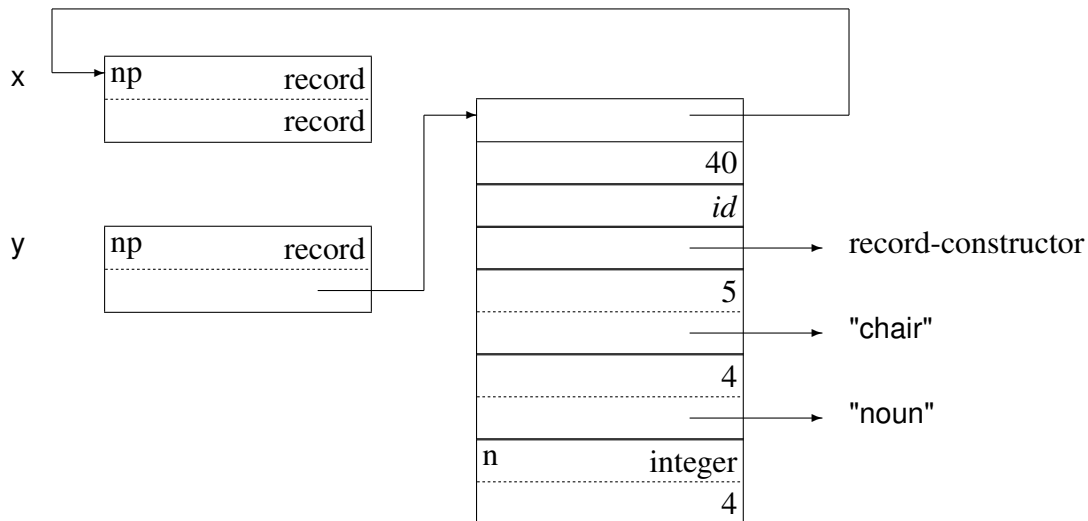 x
np record
record
40
id
y
np record
record-constructor
5
"chair"
4
"noun"
n integer
4